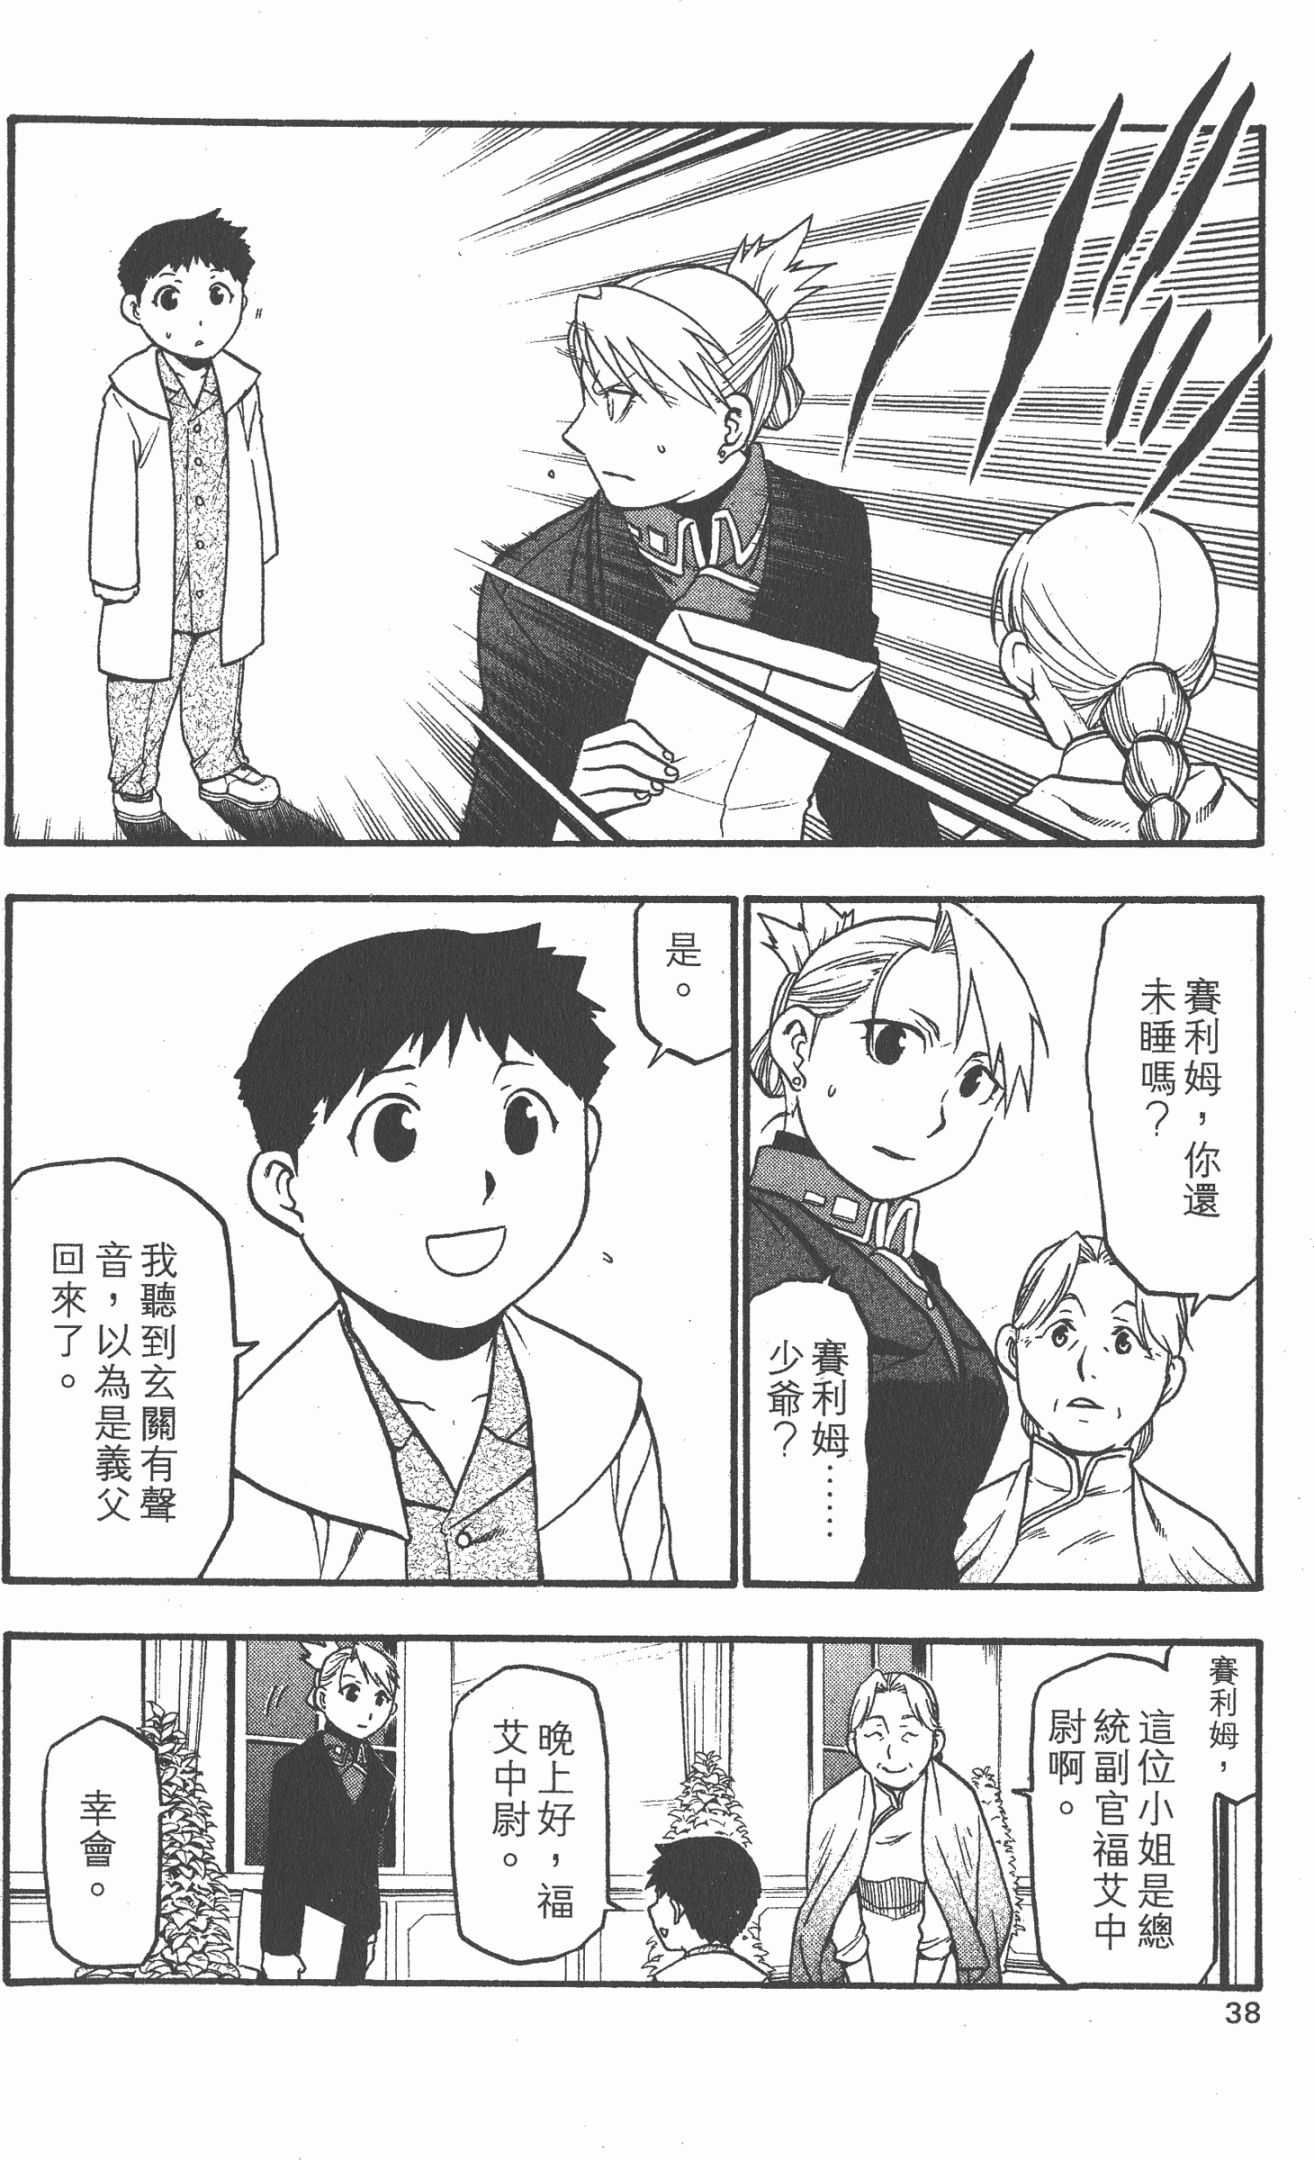 賽利姆，你還
未睡嗎？
賽利姆……
少爺？
是。
我聽到玄關有聲
音，以為是義父
回來了。
賽利姆，
這位小姐是總
統副官福艾中
尉啊。
晚上好，福
艾中尉。
幸會。
38